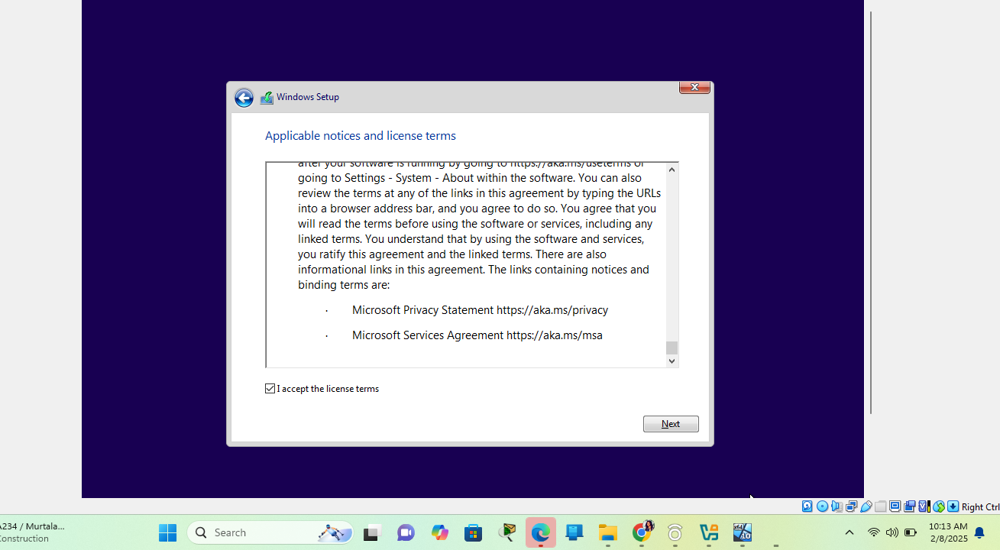 Windows Setup
Applicable notices and license terms
after your software is running by going to https://aka.ms/useterms or
going to Settings - System - About within the software. You can also
review the terms at any of the links in this agreement by typing the URLs
into a browser address bar, and you agree to do so. You agree that you
will read the terms before using the software or services, including any
linked terms. You understand that by using the software and services,
you ratify this agreement and the linked terms. There are also
informational links in this agreement. The links containing notices and
binding terms are:
· Microsoft Privacy Statement https://aka.ms/privacy
· Microsoft Services Agreement https://aka.ms/msa
I accept the license terms
Next
Right Ctrl
A234 / Murtala...
Construction
Search
x64
10
10:13 AM
2/8/2025